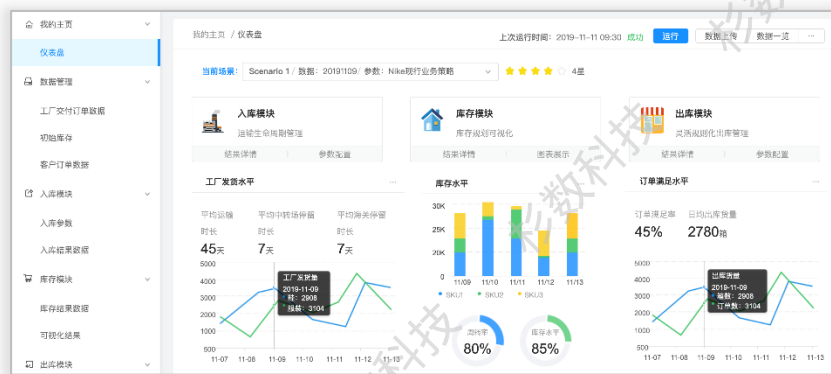 我的主页
仪表盘
数据管理
工厂交付订单数据
初始库存
客户订单数据
入库模块
入库参数
入库结果数据
库存模块
库存结果数据
可视化结果
出库模块
我的主页 / 仪表盘
上次运行时间: 2019-11-11 09:30 成功
运行
数据上传
数据一览
...
当前场景:
Scenario 1 / 数据: 20191109/ 参数: Nike现行业务策略
4星
入库模块
运输生命周期管理
结果详情
参数配置
库存模块
库存规划可视化
结果详情
图表展示
出库模块
灵活规则化出库管理
结果详情
参数配置
工厂发货水平
...
平均运输时长
45天
平均中转场停留时长
7天
平均海关停留时长
7天
5000
4000
3000
2000
1000
500
工厂发货量
2019-11-09
鞋: 2908
服装: 3104
11-07 11-08 11-09 11-10 11-11 11-12 11-13
库存水平
30K
25K
20K
0
11/09 11/10 11/11 11/12 11/13
SKU1 SKU2 SKU3
周转率
80%
库存水平
85%
订单满足水平
...
订单满足率
45%
日均出库货量
2780箱
5000
4000
3000
2000
1000
500
出库货量
2019-11-09
箱数: 2908
订单数: 3104
11-07 11-08 11-09 11-10 11-11 11-12 11-13
杉数科技